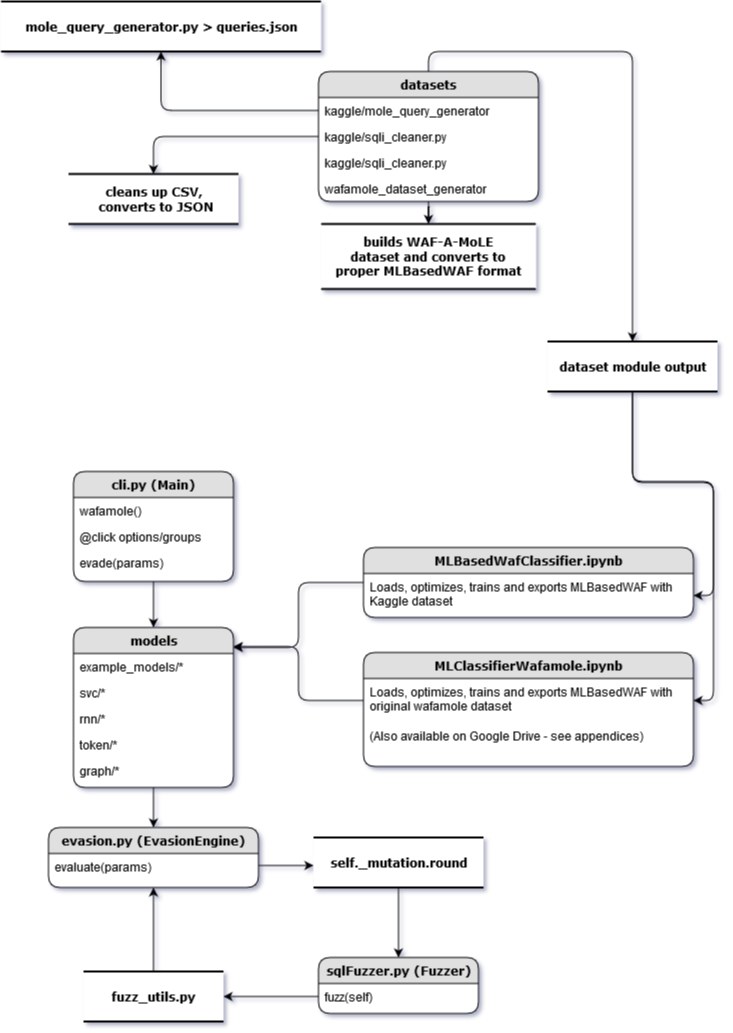 mole_query_generator.py > queries.json
datasets
kaggle/mole_query_generator
kaggle/sqli_cleaner.py
kaggle/sqli_cleaner.py
wafamole_dataset_generator
cleans up CSV,
converts to JSON
builds WAF-A-MoLE
dataset and converts to
proper MLBasedWAF format
dataset module output
cli.py (Main)
wafamole()
@click options/groups
evade(params)
MLBasedWafClassifier.ipynb
Loads, optimizes, trains and exports MLBasedWAF with
Kaggle dataset
models
example_models/*
svc/*
rnn/*
token/*
graph/*
MLClassifierWafamole.ipynb
Loads, optimizes, trains and exports MLBasedWAF with
original wafamole dataset
(Also available on Google Drive - see appendices)
evasion.py (EvasionEngine)
evaluate(params)
self._mutation.round
sqlFuzzer.py (Fuzzer)
fuzz(self)
fuzz_utils.py